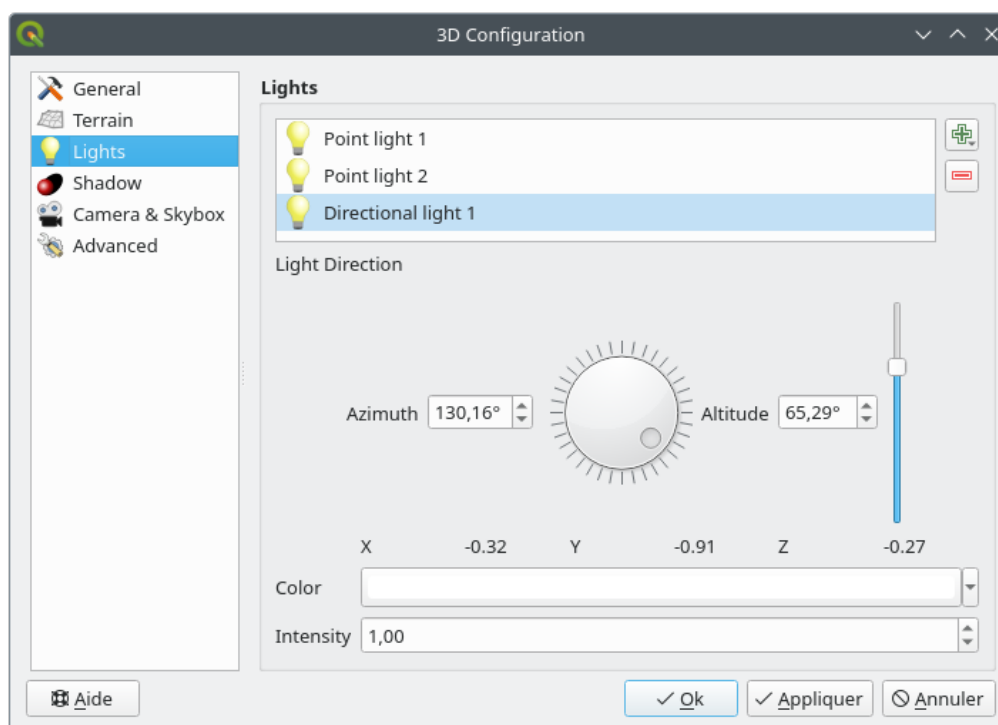 3D Configuration
General
Terrain
Lights
Shadow
Camera & Skybox
Advanced
Lights
Point light 1
Point light 2
Directional light 1
Light Direction
Azimuth 130,16° Altitude 65,29°
X -0.32 Y -0.91 Z -0.27
Color
Intensity 1,00
Aide Ok Appliquer Annuler